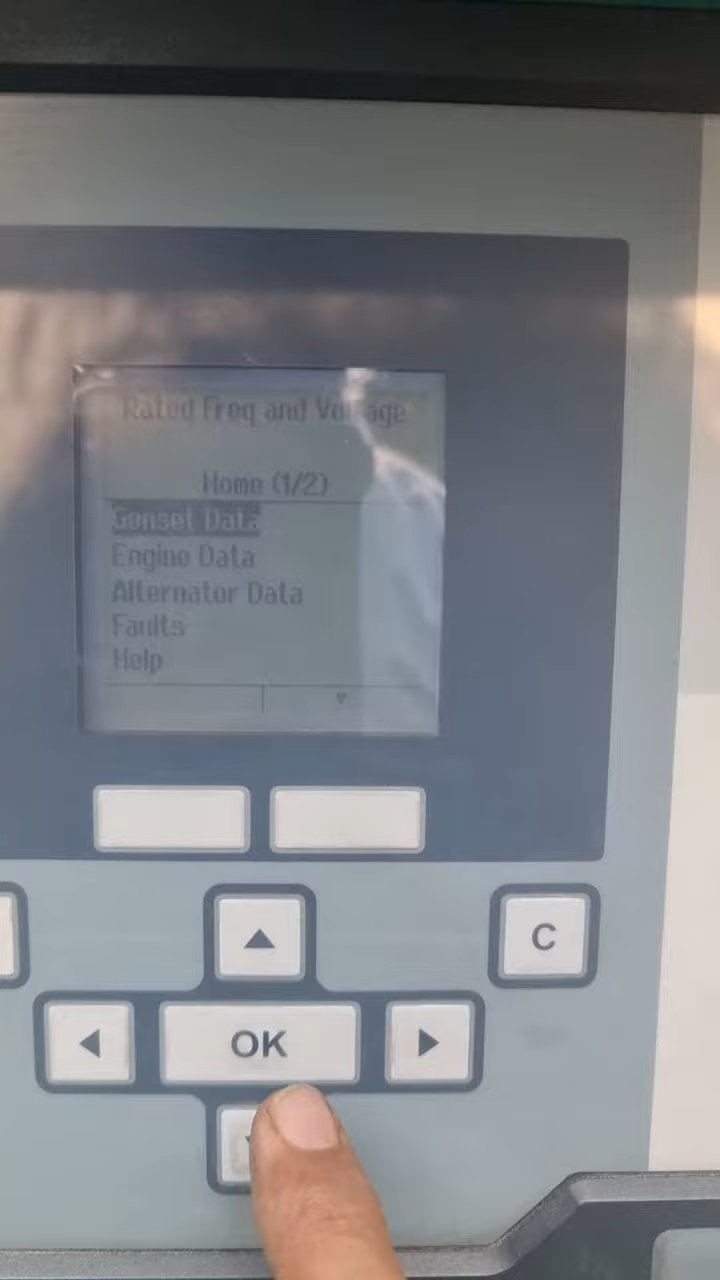 Rated Freq and Voltage
Home (1/2)
Genset Data
Engine Data
Alternator Data
Faults
Help
C
OK